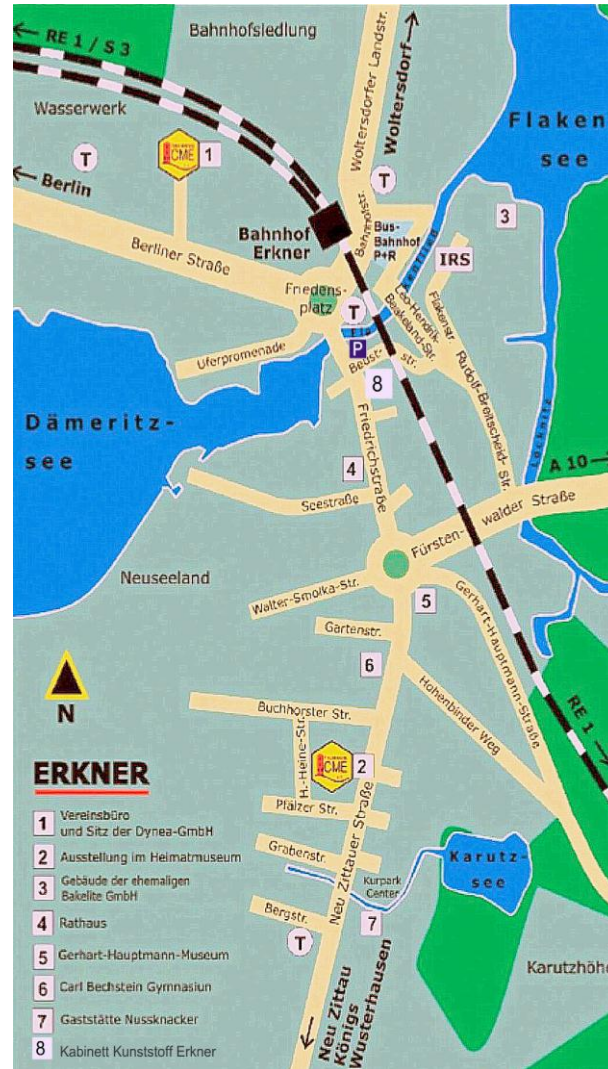 RE 1 / S 3
Bahnhofsiedlung
Woltersdorfer Landstr.
Woltersdorf
Wasserwerk
Flaken
see
T
CME
1
T
3
Berlin
Bahnhof
Erkner
Bahnhofstr.
Bus-
Bahnhof
P+R
IRS
Berliner Straße
Friedens-
platz
T
Leo-Hendrik-
Baekeland-Str.
Flakenstr.
Fla
P
Uferpromenade
Beust-
str.
8
Rudolf-Breitscheid-Str.
Löcknitz
Dämeritz-
see
Friedrichstraße
4
A 10
Seestraße
Fürsten-
walder Straße
Neuseeland
Walter-Smolka-Str.
5
Gartenstr.
Gerhart-Hauptmann-Straße
6
N
Hohenbinder Weg
RE 1
Buchhorster Str.
H.-Heine-Str.
CME
2
Pfälzer Str.
Neu Zittauer Straße
Grabenstr.
Karutz-
see
Kurpark
Center
Bergstr.
7
T
Karutzhöhe
Neu Zittau
Königs
Wusterhausen
ERKNER
1 Vereinsbüro
und Sitz der Dynea-GmbH
2 Ausstellung im Heimatmuseum
3 Gebäude der ehemaligen
Bakelite GmbH
4 Rathaus
5 Gerhart-Hauptmann-Museum
6 Carl Bechstein Gymnasiun
7 Gaststätte Nussknacker
8 Kabinett Kunststoff Erkner